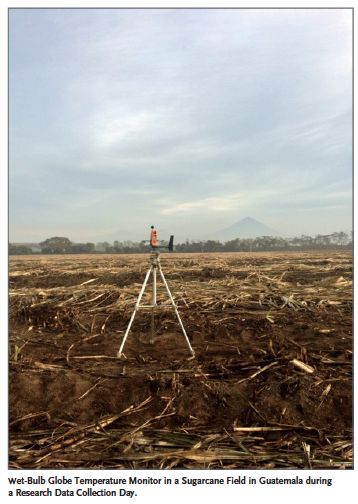 Wet-Bulb Globe Temperature Monitor in a Sugarcane Field in Guatemala during
a Research Data Collection Day.